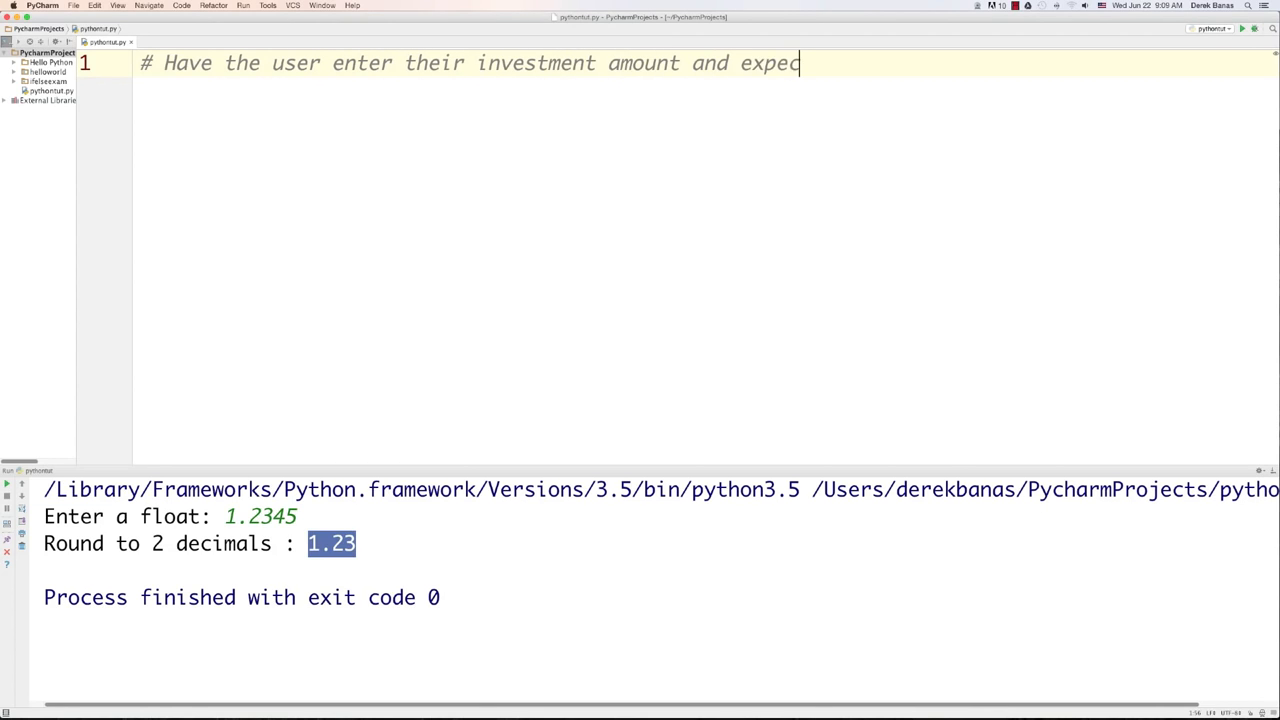 PyCharm File Edit View Navigate Code Refactor Run Tools VCS Window Help 10 Wed Jun 22 9:09 AM Derek Banas
pythontut.py - PycharmProjects - [~/PycharmProjects]
PycharmProjects pythontut.py pythontut
pythontut.py ×
PycharmProject
Hello Python
helloworld
ifelseexam
pythontut.py
External Librarie
1 # Have the user enter their investment amount and expec
Run pythontut
/Library/Frameworks/Python.framework/Versions/3.5/bin/python3.5 /Users/derekbanas/PycharmProjects/pytho
Enter a float: 1.2345
Round to 2 decimals : 1.23
Process finished with exit code 0
1:56 LF÷ UTF-8÷